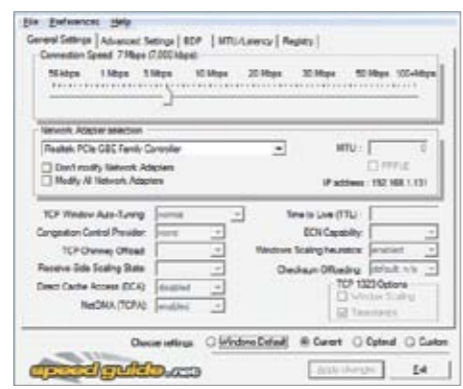 File Preferences Help
General Settings Advanced Settings BDP MTU/Latency Registry
Connection Speed: 7 Mbps (7,000 kbps)
56 kbps 1 Mbps 5 Mbps 10 Mbps 20 Mbps 30 Mbps 50 Mbps 100+Mbps
Network Adapter selection
Realtek PCIe GBE Family Controller
MTU : 0
Don't modify Network Adapters
PPPoE
Modify All Network Adapters
IP address : 192.168.1.131
TCP Window Auto-Tuning: normal
Time to Live (TTL) :
Congestion Control Provider: none
ECN Capability:
TCP Chimney Offload:
Windows Scaling heuristics: enabled
Receive-Side Scaling State:
Checksum Offloading: default: n/a
Direct Cache Access (DCA): disabled
TCP 1323 Options
Window Scaling
NetDMA (TCPA): enabled
Timestamps
Choose settings: Windows Default Current Optimal Custom
speedguide.net
Apply changes
Exit